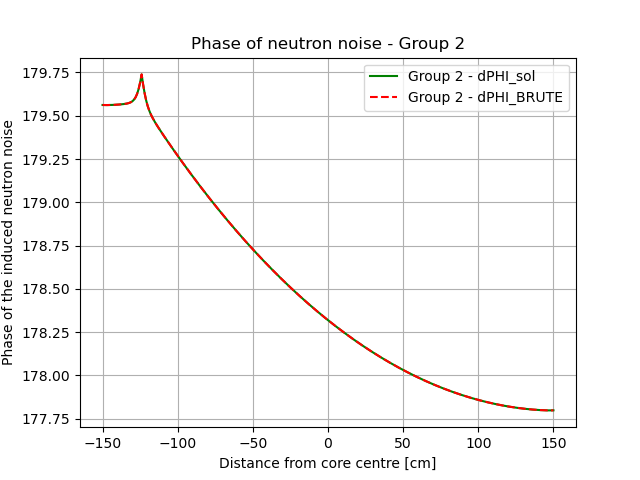 Phase of neutron noise - Group 2
Group 2 - dPHI_sol
Group 2 - dPHI_BRUTE
Phase of the induced neutron noise
179.75
179.50
179.25
179.00
178.75
178.50
178.25
178.00
177.75
−150 −100 −50 0 50 100 150
Distance from core centre [cm]